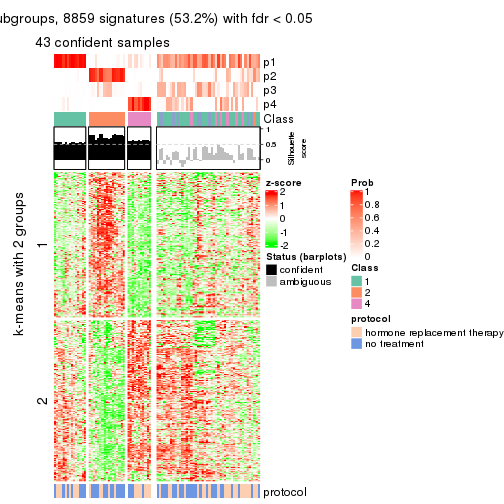 ubgroups, 8859 signatures (53.2%) with fdr < 0.05
43 confident samples
p1
p2
p3
p4
Class
1
0.5
0
Silhouette
score
k-means with 2 groups
1
2
z-score
2
1
0
-1
-2
Status (barplots)
confident
ambiguous
Prob
1
0.8
0.6
0.4
0.2
0
Class
1
2
4
protocol
hormone replacement therapy
no treatment
protocol